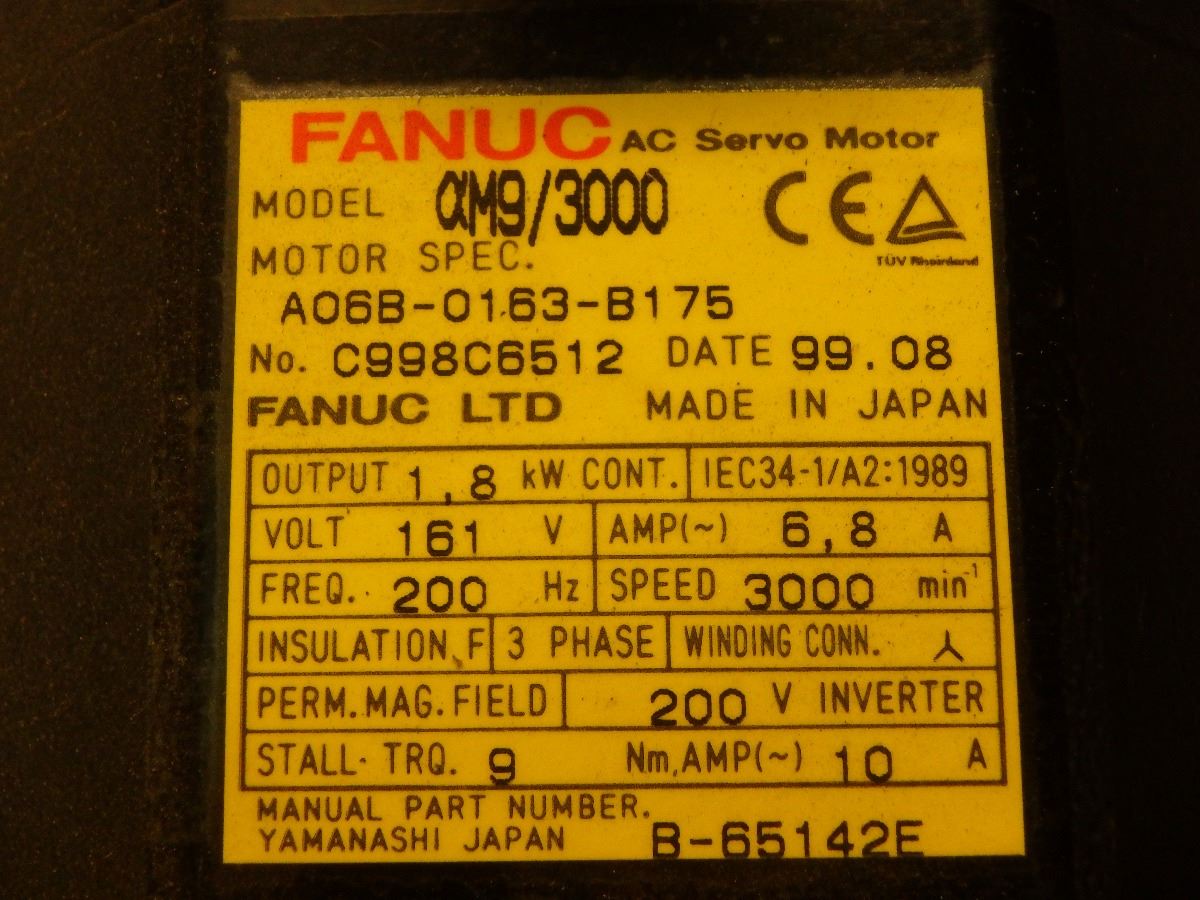 FANUC AC Servo Motor
MODEL αM9/3000 CE
TÜV Rheinland
MOTOR SPEC.
A06B-0163-B175
No. C998C6512 DATE 99.08
FANUC LTD MADE IN JAPAN
OUTPUT 1,8 kW CONT. IEC34-1/A2:1989
VOLT 161 V AMP(~) 6,8 A
FREQ. 200 Hz SPEED 3000 min⁻¹
INSULATION F 3 PHASE WINDING CONN.
PERM.MAG.FIELD 200 V INVERTER
STALL TRQ. 9 Nm,AMP(~) 10 A
MANUAL PART NUMBER.
YAMANASHI JAPAN B-65142E